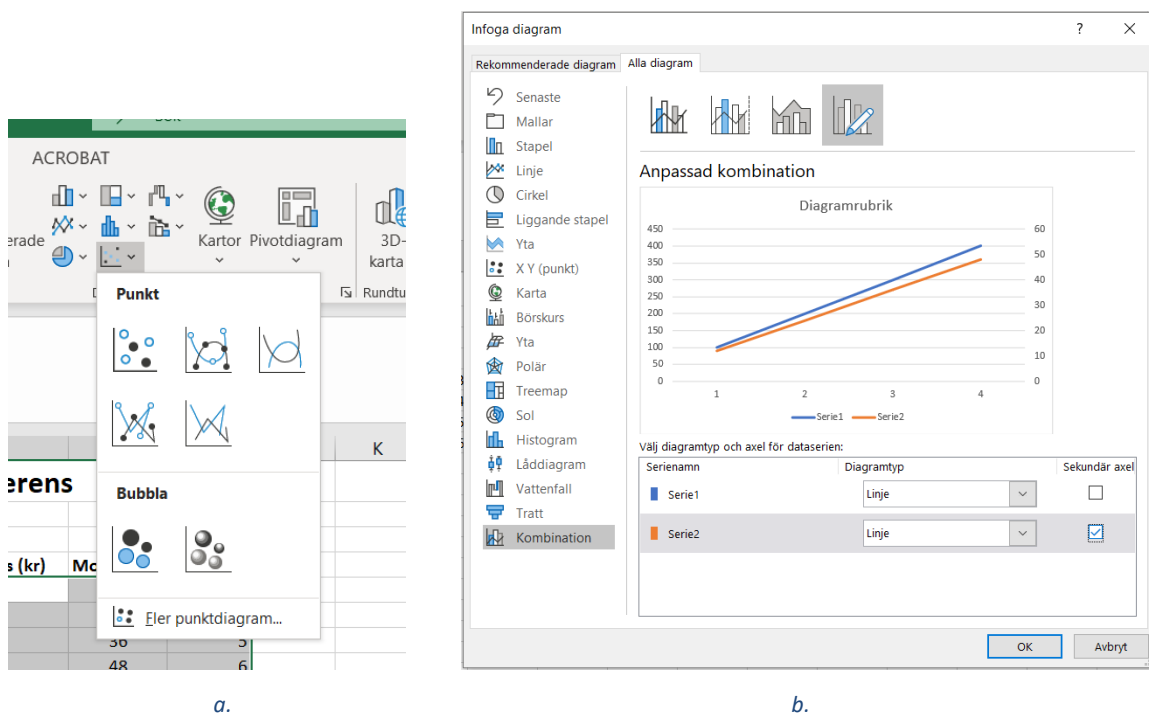 ACROBAT
erade
Kartor Pivotdiagram
3D-
karta
Rundtu
Punkt
Bubbla
Fler punktdiagram...
K
erens
s (kr) Mo
36 5
48 6
a.
Infoga diagram ?
Rekommenderade diagram Alla diagram
Senaste
Mallar
Stapel
Linje
Cirkel
Liggande stapel
Yta
X Y (punkt)
Karta
Börskurs
Yta
Polär
Treemap
Sol
Histogram
Låddiagram
Vattenfall
Tratt
Kombination
Anpassad kombination
Diagramrubrik
450 60
400
350 50
300 40
250
200 30
150 20
100 10
50
0 0
1 2 3 4
Serie1 Serie2
Välj diagramtyp och axel för dataserien:
Serienamn Diagramtyp Sekundär axel
Serie1 Linje
Serie2 Linje
OK Avbryt
b.